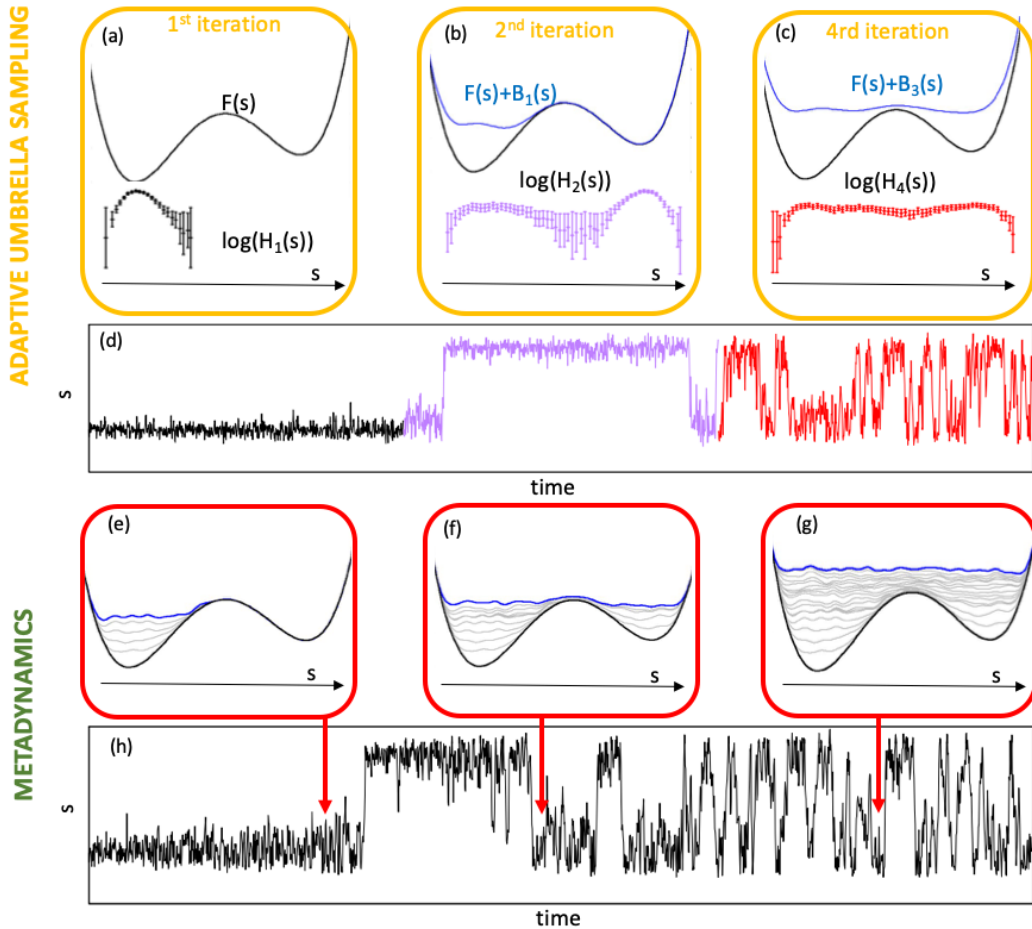 ADAPTIVE UMBRELLA SAMPLING
(a)
1st iteration
F(s)
log(H1(s))
s
(b)
2nd iteration
F(s)+B1(s)
log(H2(s))
s
(c)
4rd iteration
F(s)+B3(s)
log(H4(s))
s
(d)
s
time
METADYNAMICS
(e)
s
(f)
s
(g)
s
(h)
s
time